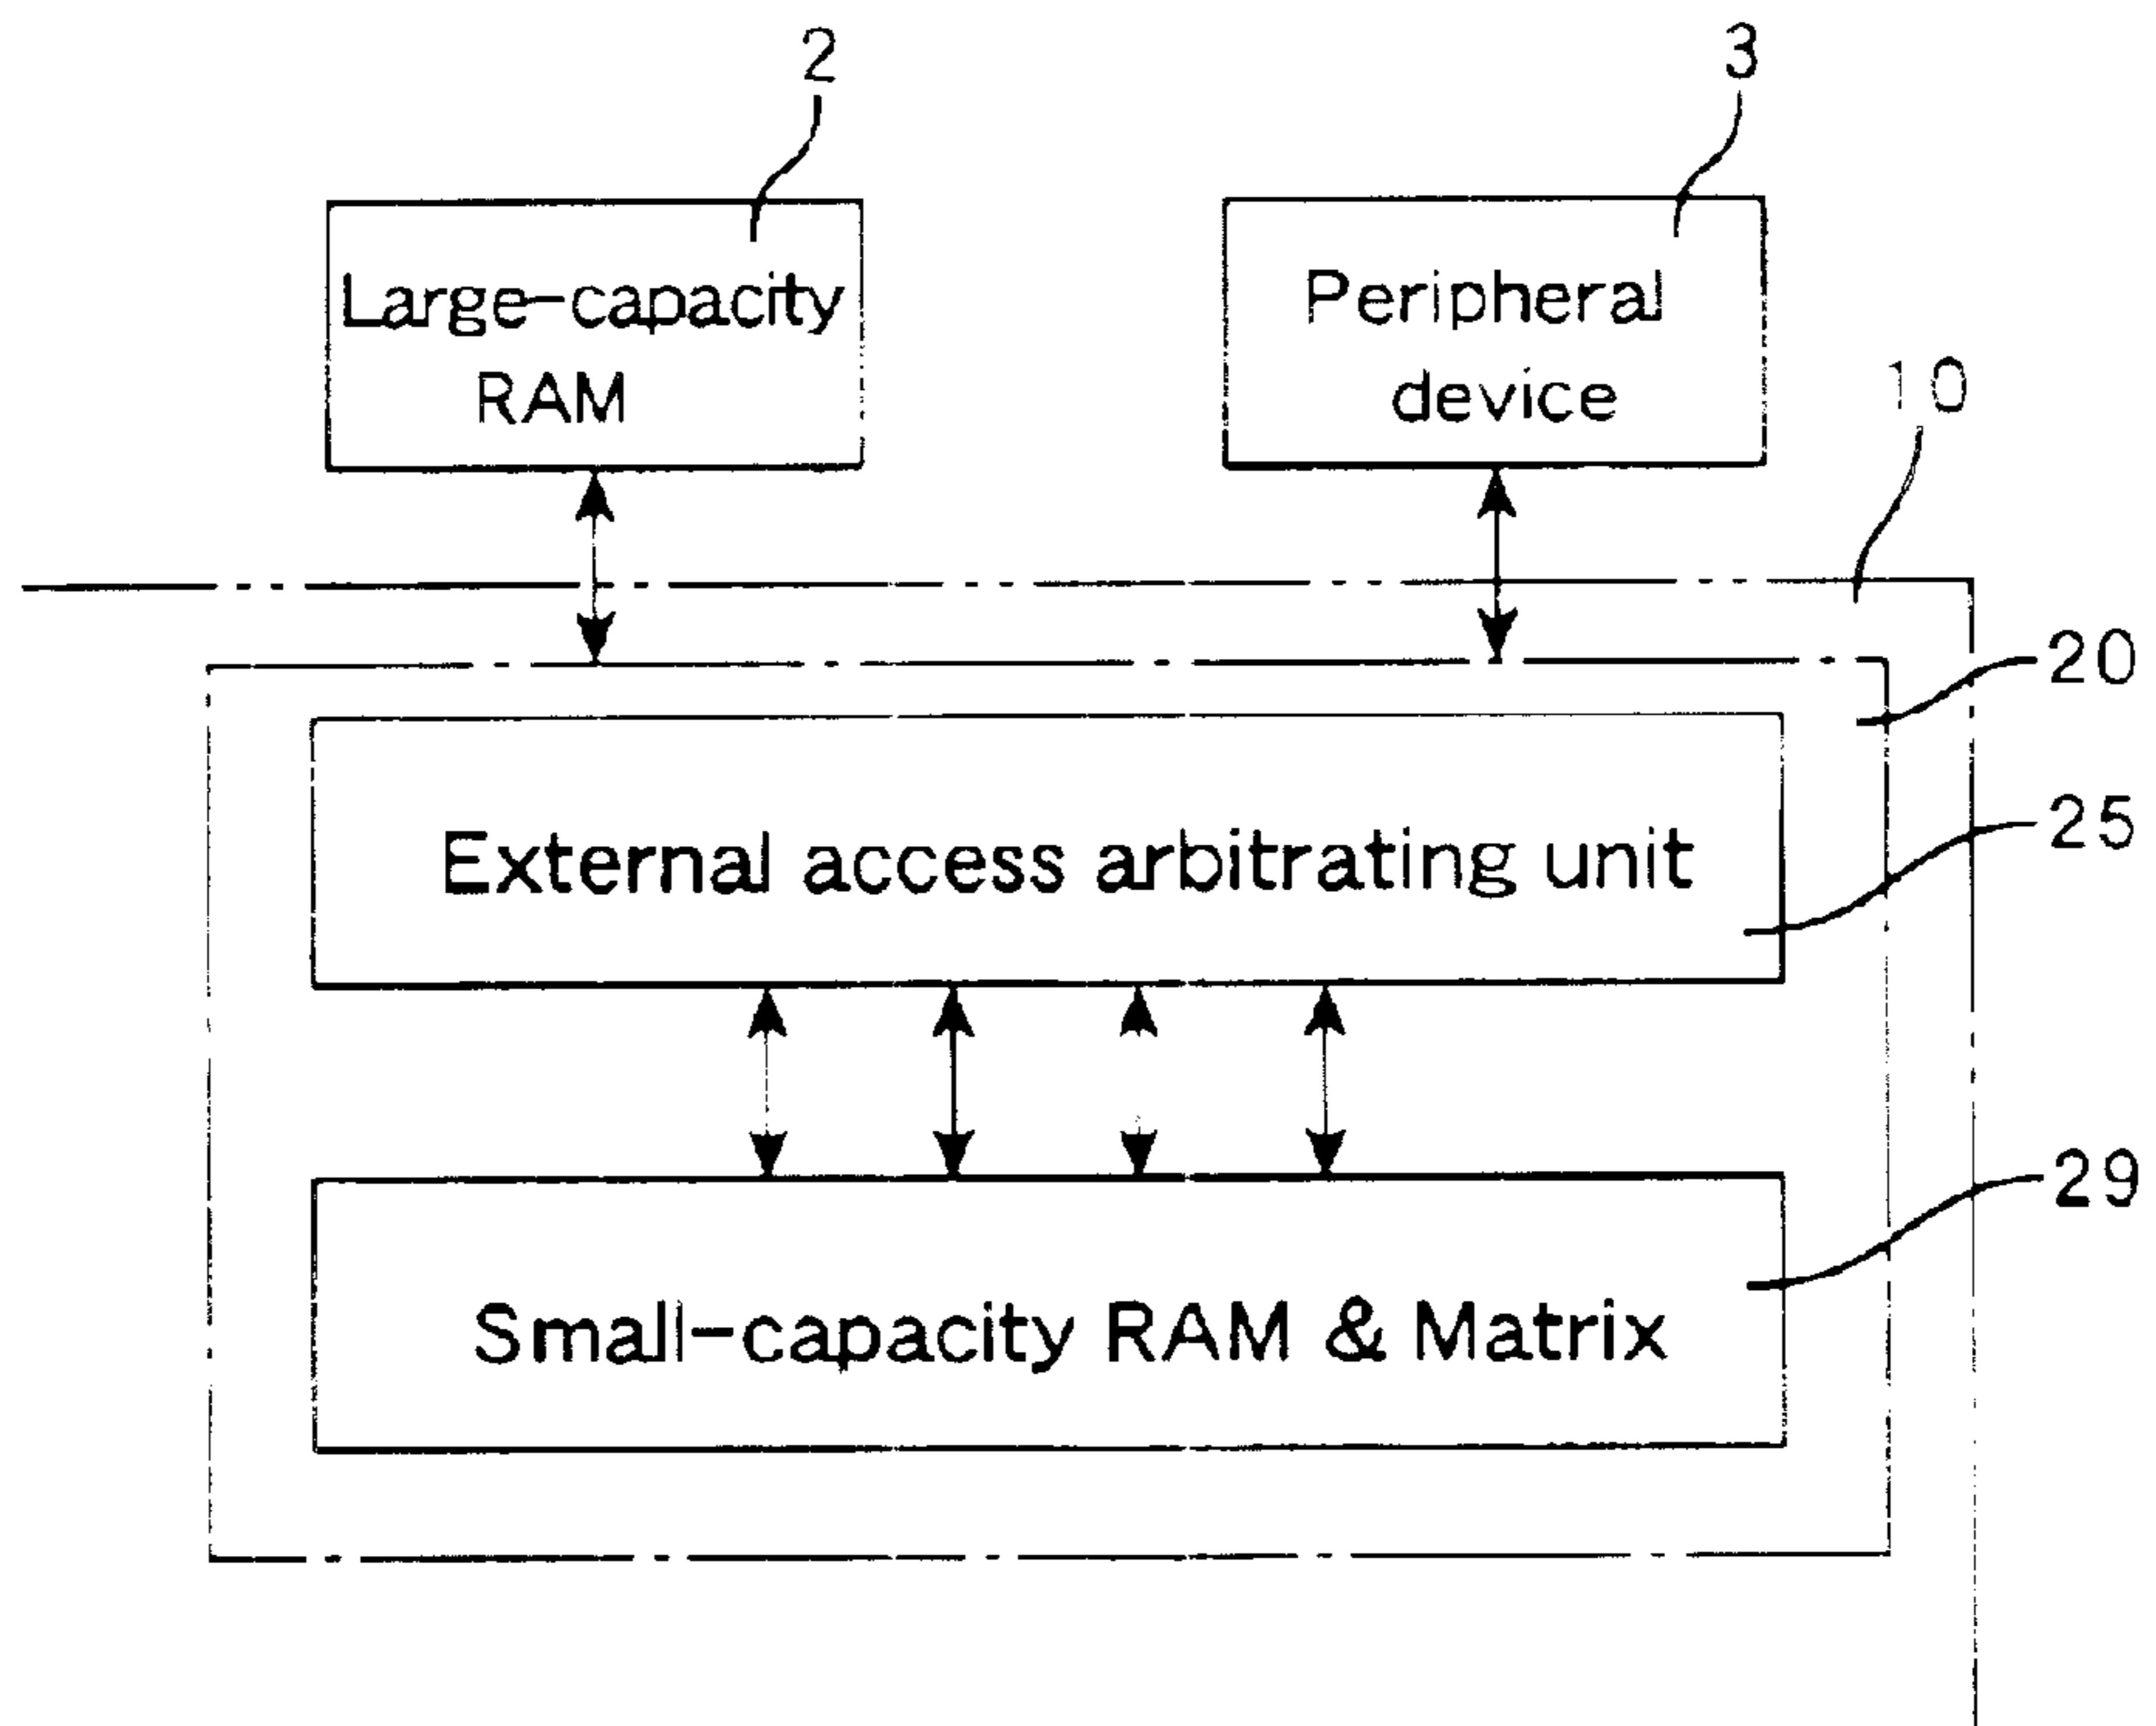 2
3
Large-capacity
RAM
Peripheral
device
10
20
External access arbitrating unit
25
29
Small-capacity RAM & Matrix